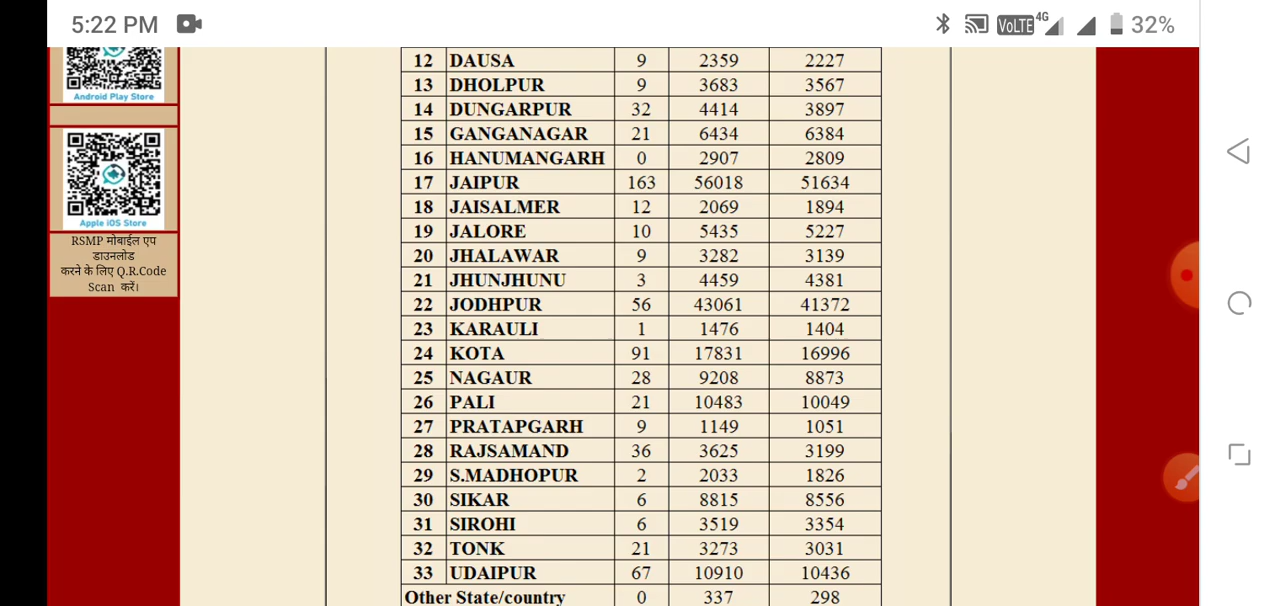 5:22 PM VoLTE 4G 32%
Android Play Store
Apple iOS Store
RSMP मोबाईल एप
डाउनलोड
करने के लिए Q.R.Code
Scan करें।
12 DAUSA 9 2359 2227
13 DHOLPUR 9 3683 3567
14 DUNGARPUR 32 4414 3897
15 GANGANAGAR 21 6434 6384
16 HANUMANGARH 0 2907 2809
17 JAIPUR 163 56018 51634
18 JAISALMER 12 2069 1894
19 JALORE 10 5435 5227
20 JHALAWAR 9 3282 3139
21 JHUNJHUNU 3 4459 4381
22 JODHPUR 56 43061 41372
23 KARAULI 1 1476 1404
24 KOTA 91 17831 16996
25 NAGAUR 28 9208 8873
26 PALI 21 10483 10049
27 PRATAPGARH 9 1149 1051
28 RAJSAMAND 36 3625 3199
29 S.MADHOPUR 2 2033 1826
30 SIKAR 6 8815 8556
31 SIROHI 6 3519 3354
32 TONK 21 3273 3031
33 UDAIPUR 67 10910 10436
Other State/country 0 337 298